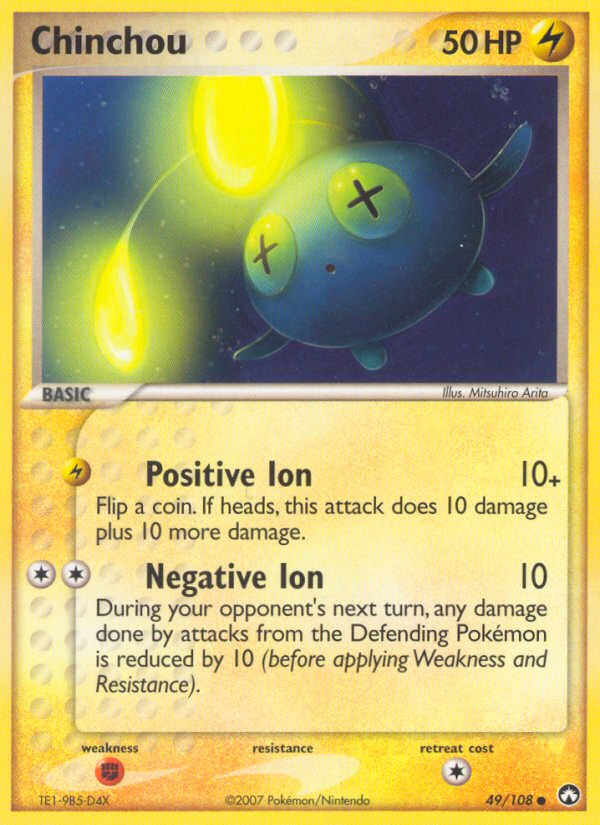 Chinchou 50 HP
BASIC
Illus. Mitsuhiro Arita
Positive Ion 10+
Flip a coin. If heads, this attack does 10 damage
plus 10 more damage.
Negative Ion 10
During your opponent's next turn, any damage
done by attacks from the Defending Pokémon
is reduced by 10 (before applying Weakness and
Resistance).
weakness resistance retreat cost
TE1-9B5-D4X ©2007 Pokémon/Nintendo 49/108